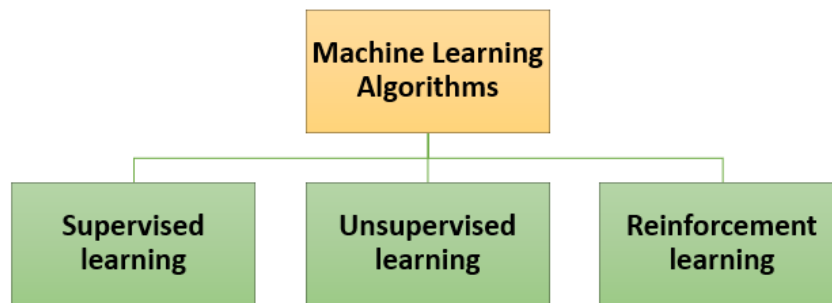 Machine Learning
Algorithms
Supervised
learning
Unsupervised
learning
Reinforcement
learning